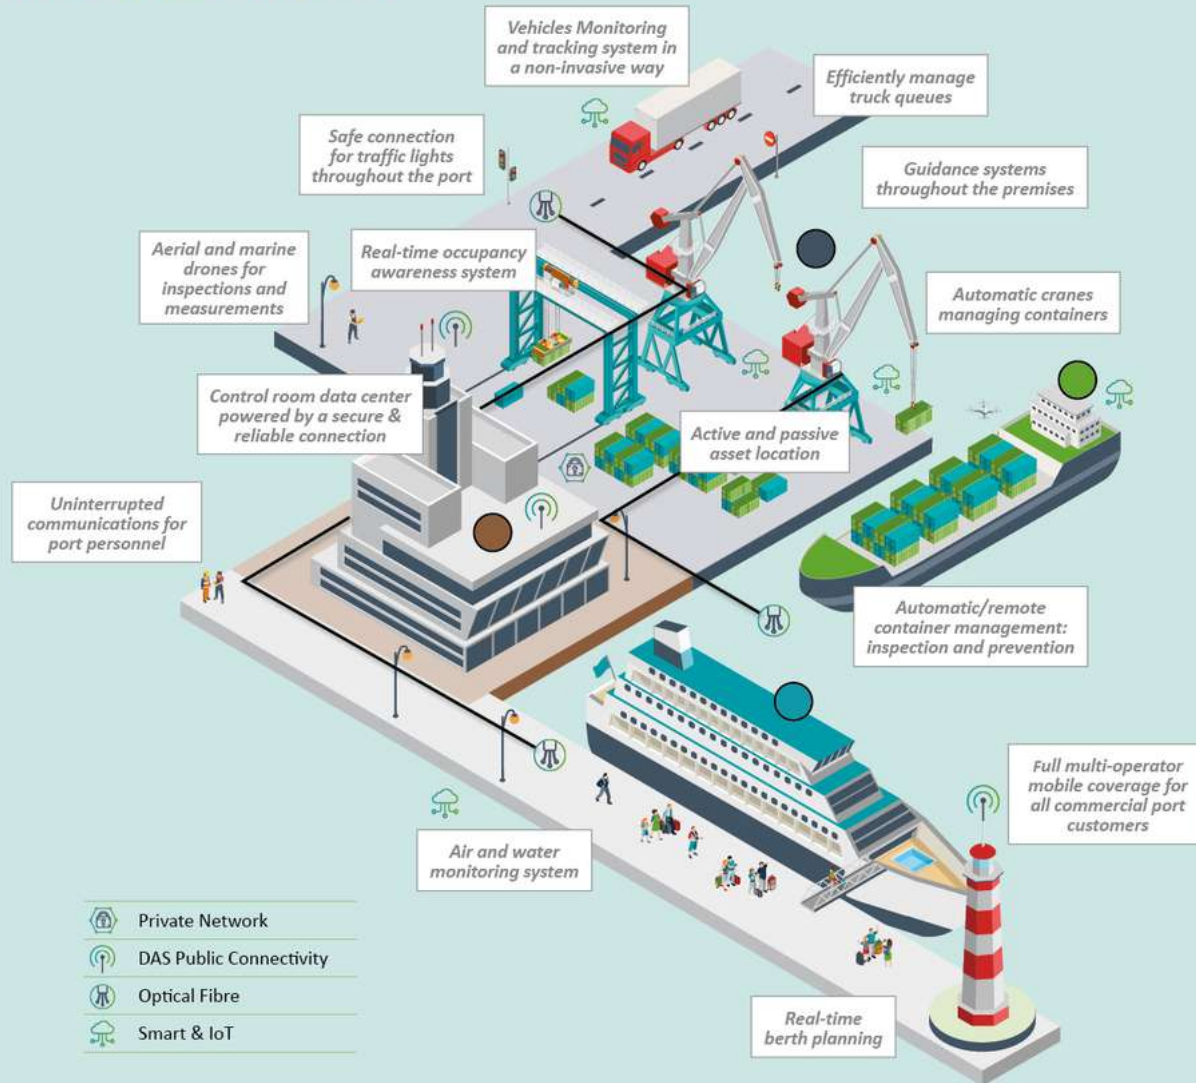 Vehicles Monitoring
and tracking system in
a non-invasive way
Efficiently manage
truck queues
Safe connection
for traffic lights
throughout the port
Guidance systems
throughout the premises
Aerial and marine
drones for
inspections and
measurements
Real-time occupancy
awareness system
Automatic cranes
managing containers
Control room data center
powered by a secure &
reliable connection
Active and passive
asset location
Uninterrupted
communications for
port personnel
Automatic/remote
container management:
inspection and prevention
Full multi-operator
mobile coverage for
all commercial port
customers
Air and water
monitoring system
Real-time
berth planning
Private Network
DAS Public Connectivity
Optical Fibre
Smart & IoT